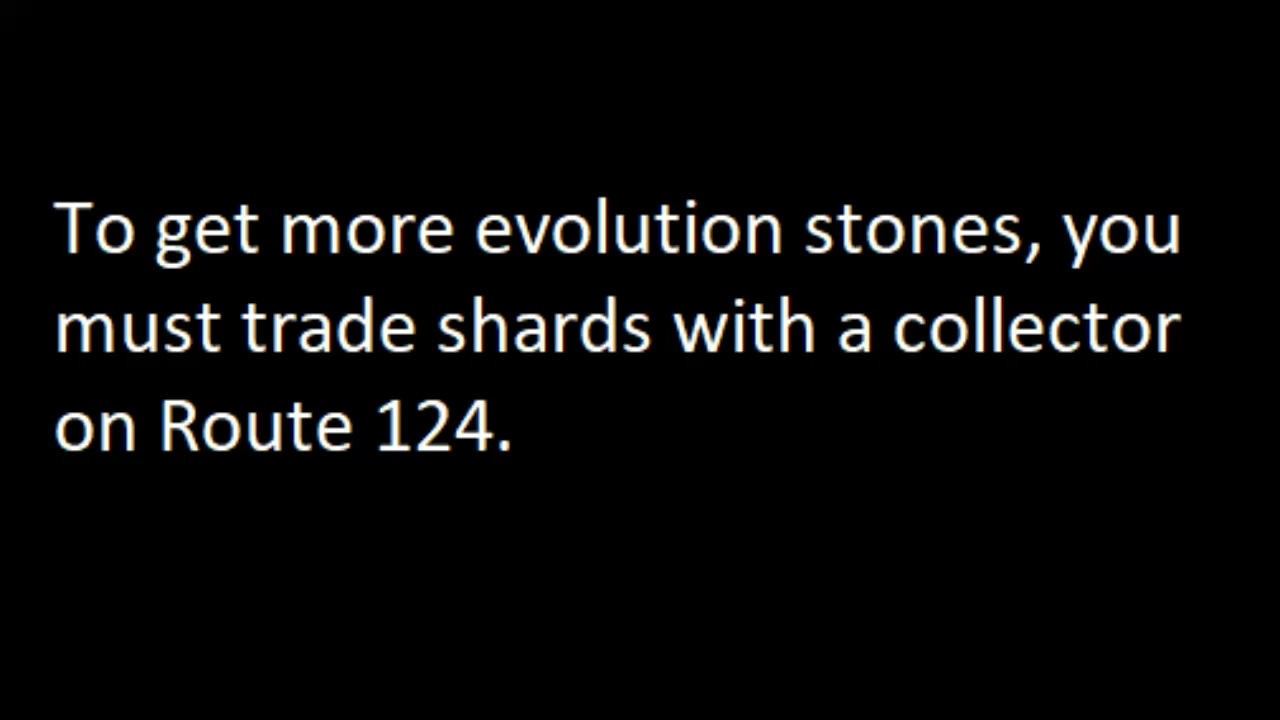 To get more evolution stones, you
must trade shards with a collector
on Route 124.